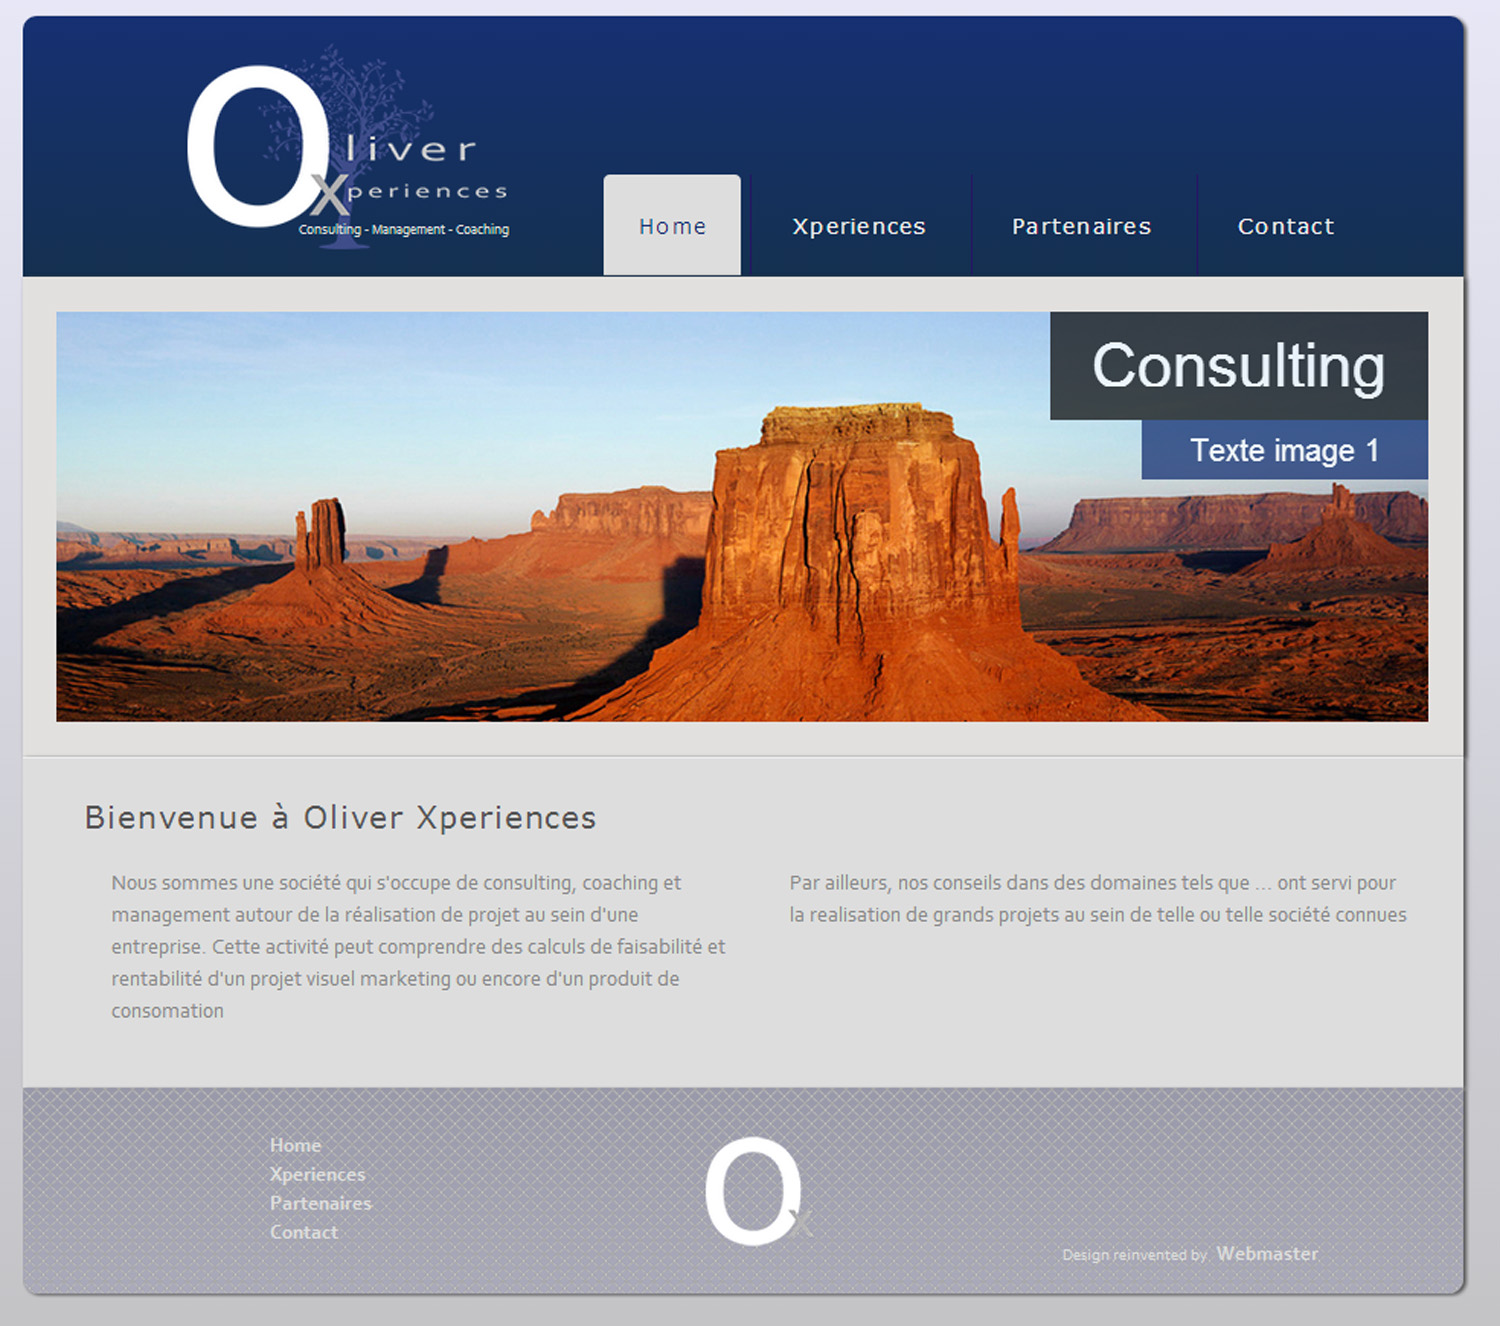 Oliver
xperiences
Consulting - Management - Coaching
Home
Xperiences
Partenaires
Contact
Consulting
Texte image 1
Bienvenue à Oliver Xperiences
Nous sommes une société qui s'occupe de consulting, coaching et
management autour de la réalisation de projet au sein d'une
entreprise. Cette activité peut comprendre des calculs de faisabilité et
rentabilité d'un projet visuel marketing ou encore d'un produit de
consomation
Par ailleurs, nos conseils dans des domaines tels que ... ont servi pour
la realisation de grands projets au sein de telle ou telle société connues
Home
Xperiences
Partenaires
Contact
Ox
Design reinvented by Webmaster